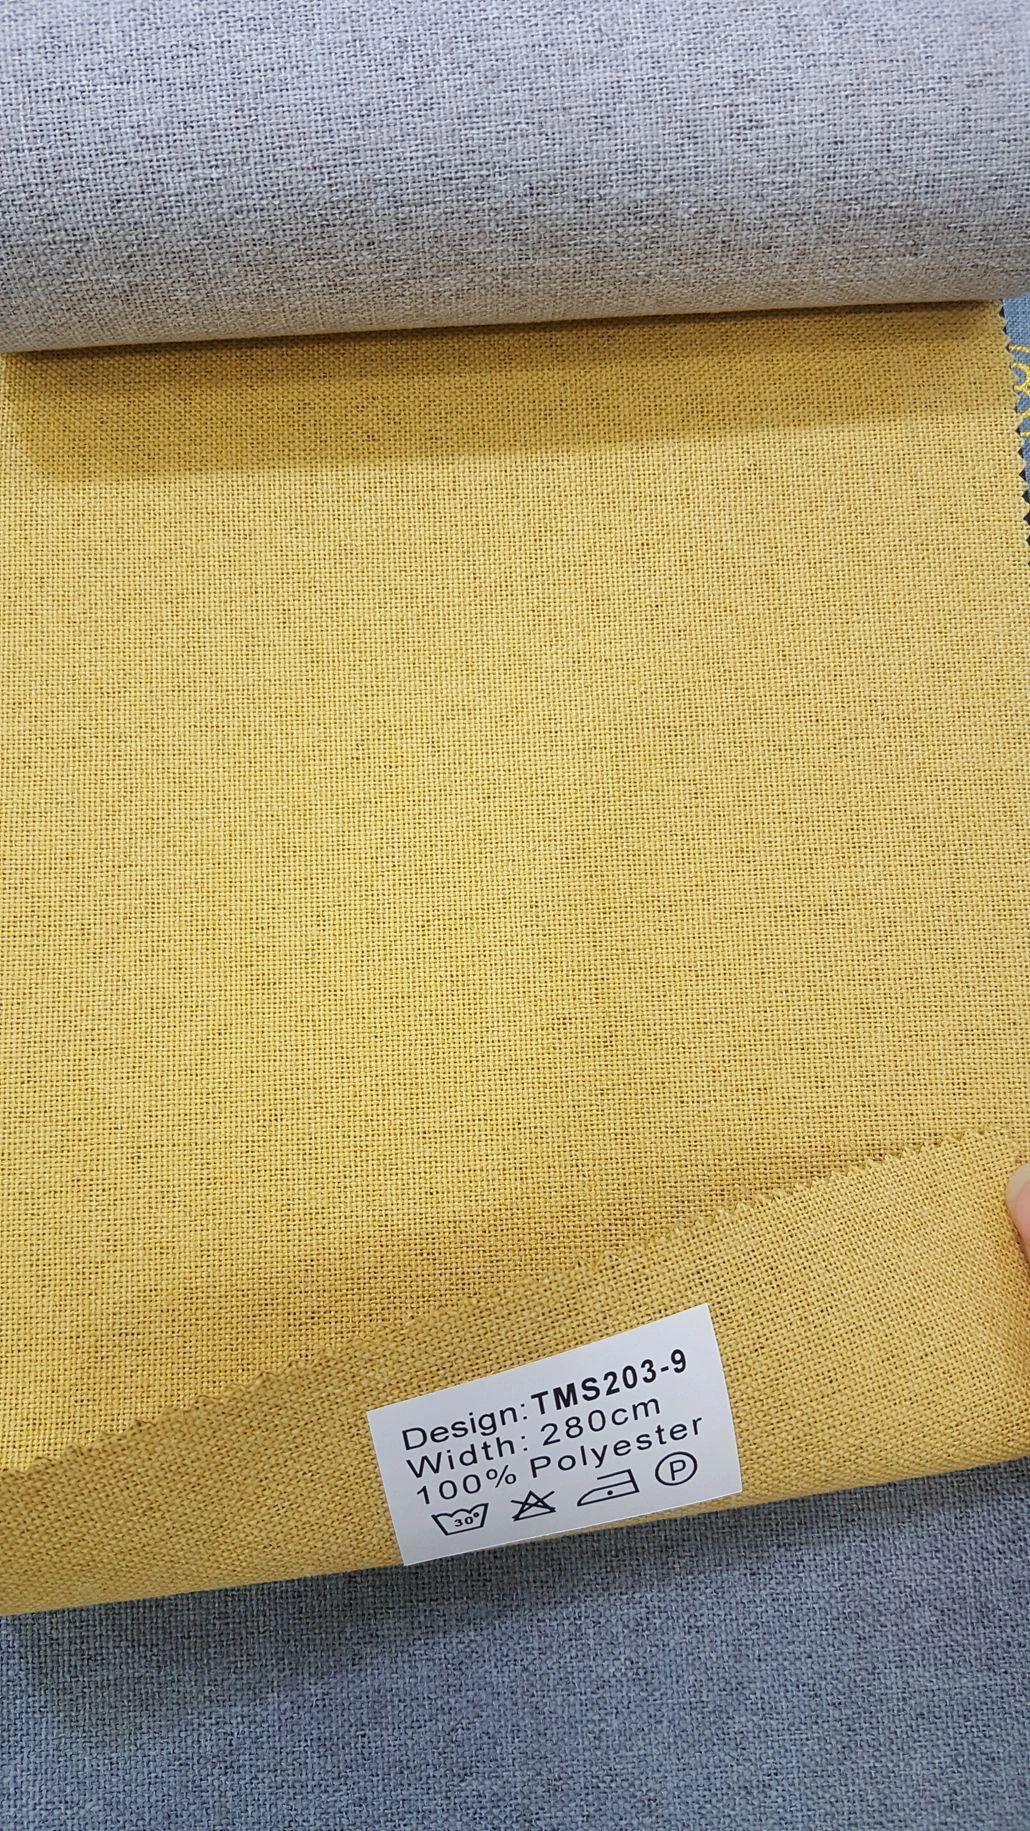 Design:TMS203-9
Width: 280cm
100% Polyester
30° P